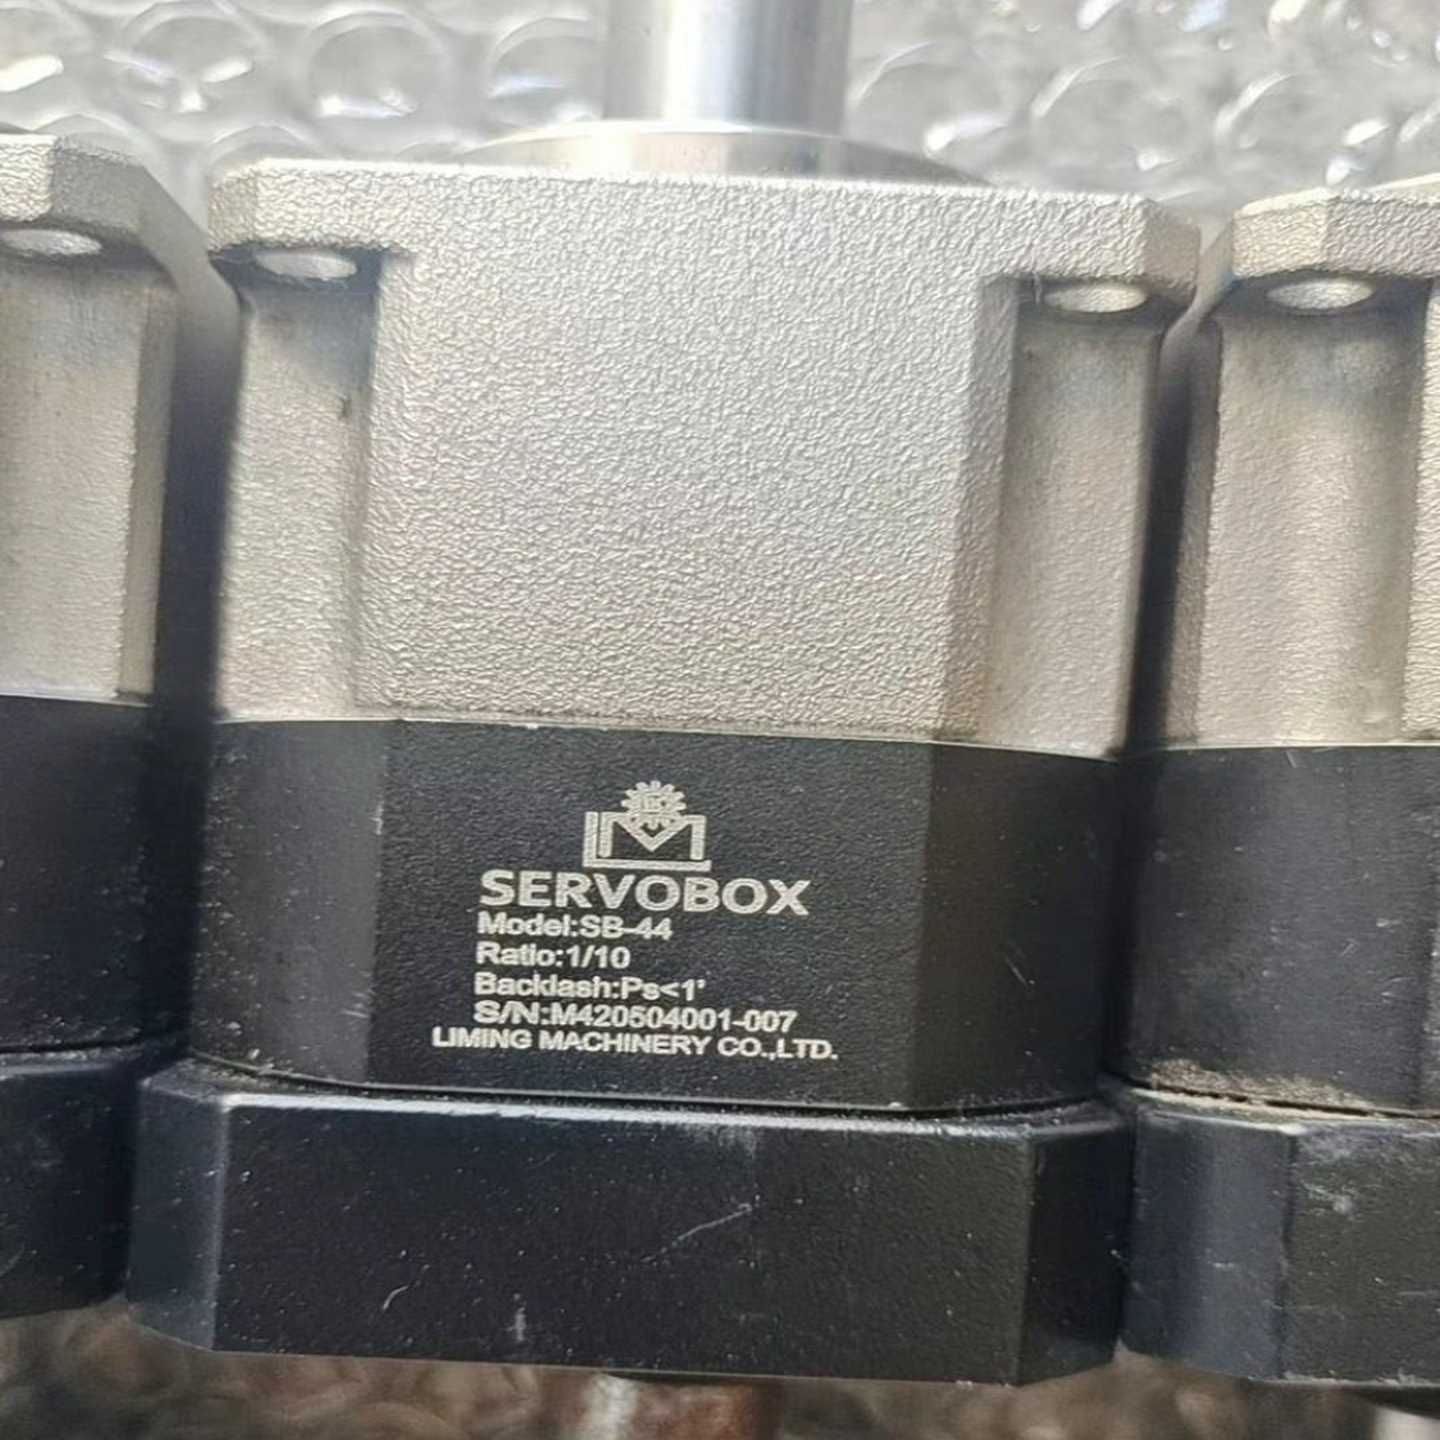 SERVOBOX
Model:SB-44
Ratio:1/10
Backlash:Ps<1'
S/N:M420504001-007
LIMING MACHINERY CO.,LTD.